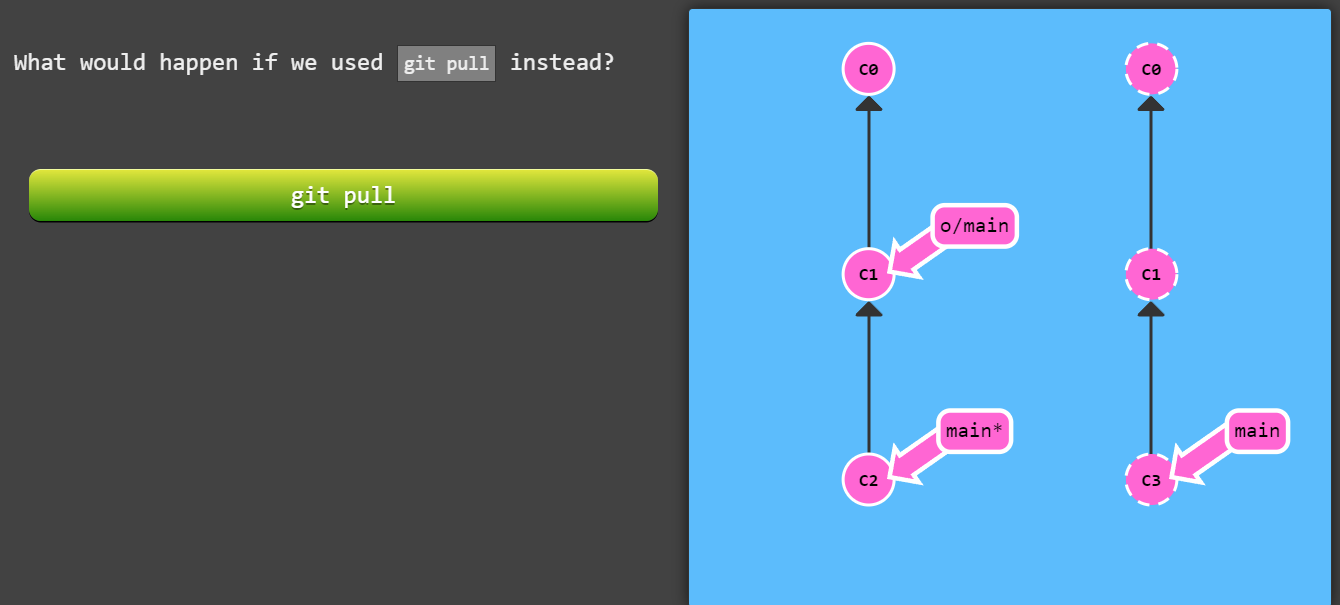 What would happen if we used git pull instead?
git pull
C0
C0
o/main
C1
C1
main*
main
C2
C3